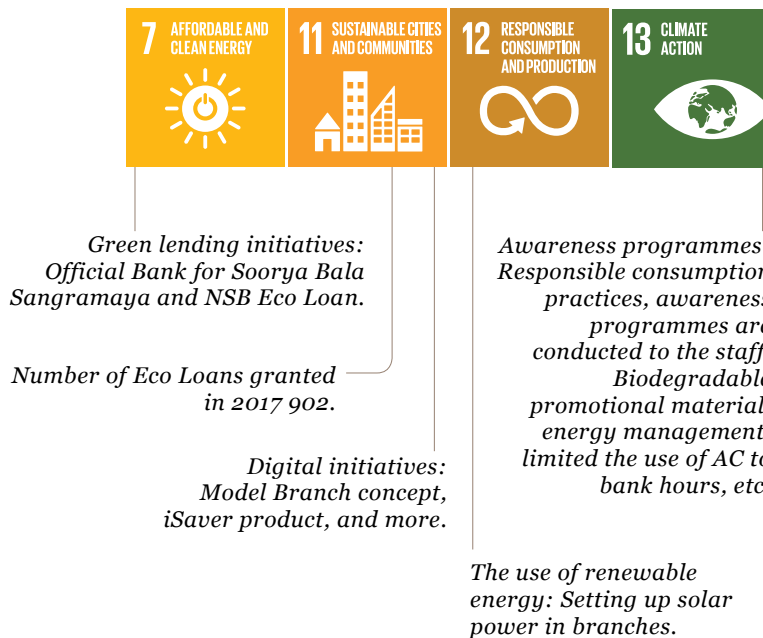 7 AFFORDABLE AND
CLEAN ENERGY
11 SUSTAINABLE CITIES
AND COMMUNITIES
12 RESPONSIBLE
CONSUMPTION
AND PRODUCTION
13 CLIMATE
ACTION
Green lending initiatives:
Official Bank for Soorya Bala
Sangramaya and NSB Eco Loan.
Number of Eco Loans granted
in 2017 902.
Digital initiatives:
Model Branch concept,
iSaver product, and more.
The use of renewable
energy: Setting up solar
power in branches.
Awareness programmes
Responsible consumption
practices, awareness
programmes are
conducted to the staff
Biodegradable
promotional material
energy management
limited the use of AC to
bank hours, etc